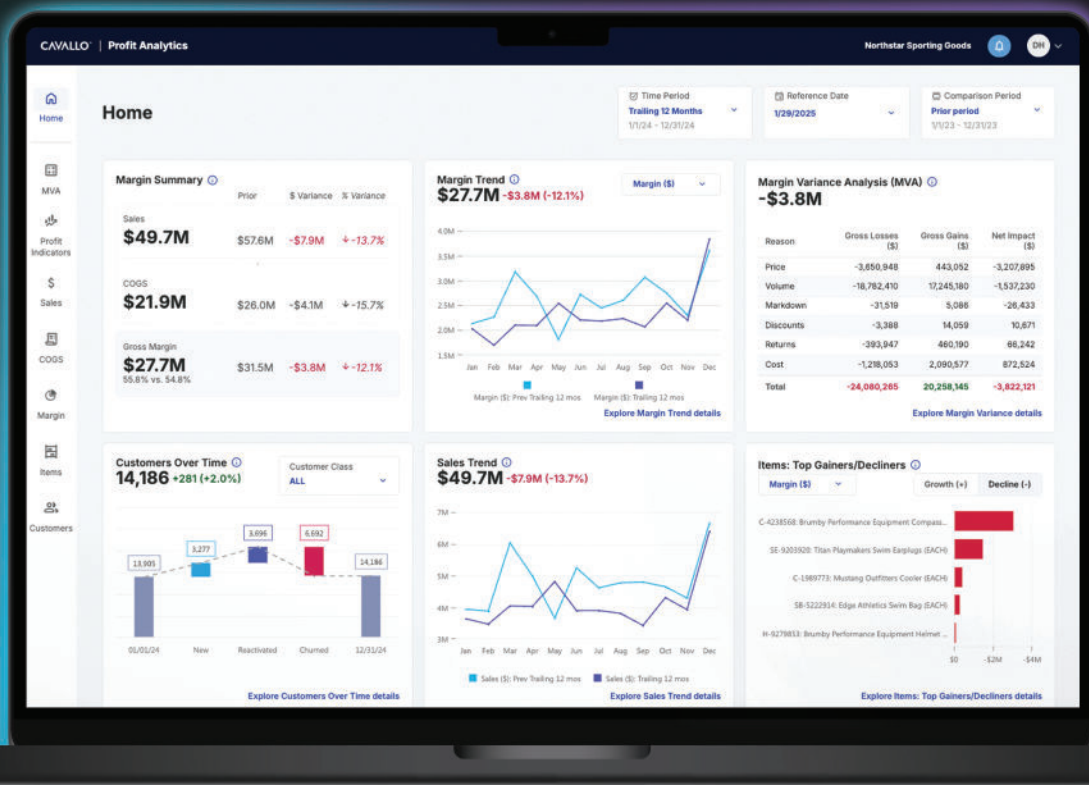 CAVALLO | Profit Analytics
Northstar Sporting Goods
DH
Home
MVA
Profit
Indicators
Sales
COGS
Margin
Items
Customers
Home
Time Period
Trailing 12 Months
1/1/24 - 12/31/24
Reference Date
1/29/2025
Comparison Period
Prior period
1/1/23 - 12/31/23
Margin Summary
Prior $ Variance % Variance
Sales
$49.7M $57.6M -$7.9M -13.7%
COGS
$21.9M $26.0M -$4.1M -15.7%
Gross Margin
$27.7M $31.5M -$3.8M -12.1%
55.8% vs. 54.8%
Margin Trend
$27.7M -$3.8M (-12.1%)
Margin ($)
4.0M
3.5M
3.0M
2.5M
2.0M
1.5M
Jan Feb Mar Apr May Jun Jul Aug Sep Oct Nov Dec
Margin ($): Prev Trailing 12 mos Margin ($): Trailing 12 mos
Explore Margin Trend details
Margin Variance Analysis (MVA)
-$3.8M
Reason Gross Losses ($) Gross Gains ($) Net Impact ($)
Price -3,650,948 443,052 -3,207,895
Volume -18,782,410 17,245,180 -1,537,230
Markdown -31,519 5,086 -26,433
Discounts -3,388 14,059 10,671
Returns -393,947 460,190 66,242
Cost -1,218,053 2,090,577 872,524
Total -24,080,265 20,258,145 -3,822,121
Explore Margin Variance details
Customers Over Time
14,186 +281 (+2.0%)
Customer Class
ALL
13,905
3,277
3,696
6,692
14,186
01/01/24 New Reactivated Churned 12/31/24
Explore Customers Over Time details
Sales Trend
$49.7M -$7.9M (-13.7%)
7M
6M
5M
4M
3M
Jan Feb Mar Apr May Jun Jul Aug Sep Oct Nov Dec
Sales ($): Prev Trailing 12 mos Sales ($): Trailing 12 mos
Explore Sales Trend details
Items: Top Gainers/Decliners
Margin ($)
Growth (+) Decline (-)
C-4238568: Brumby Performance Equipment Compass...
SE-9203920: Titan Playmakers Swim Earplugs (EACH)
C-1989773: Mustang Outfitters Cooler (EACH)
SB-5222914: Edge Athletics Swim Bag (EACH)
H-9279813: Brumby Performance Equipment Helmet ...
$0 -$2M -$4M
Explore Items: Top Gainers/Decliners details